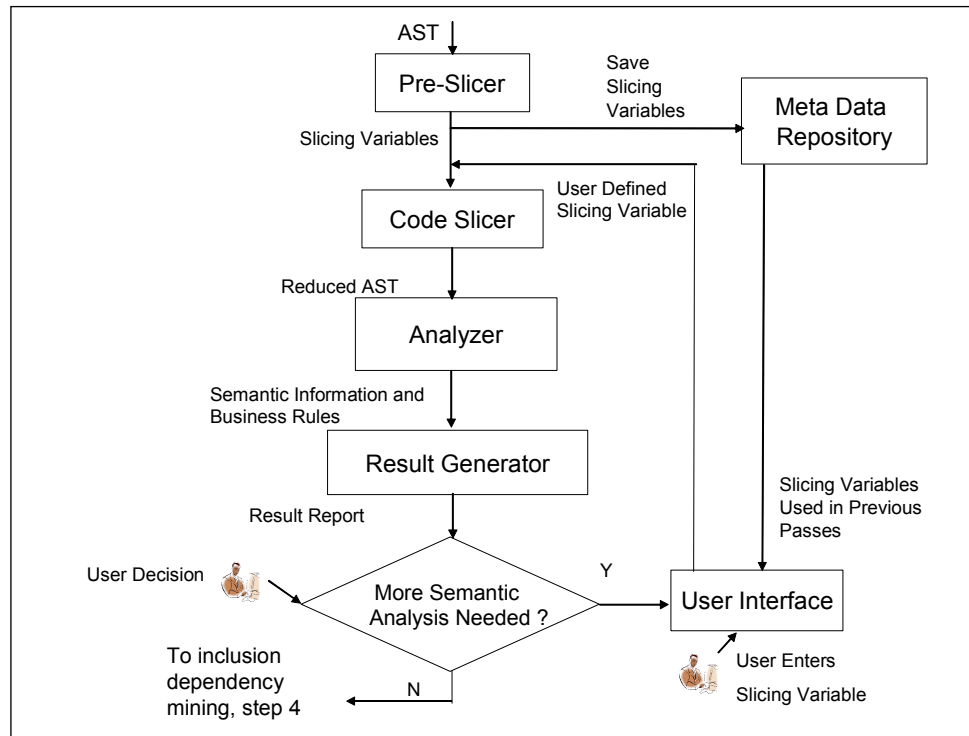 AST
Pre-Slicer
Save
Slicing
Variables
Meta Data
Repository
Slicing Variables
User Defined
Slicing Variable
Code Slicer
Reduced AST
Analyzer
Semantic Information and
Business Rules
Result Generator
Result Report
Slicing Variables
Used in Previous
Passes
User Decision
More Semantic
Analysis Needed ?
Y
User Interface
User Enters
Slicing Variable
N
To inclusion
dependency
mining, step 4